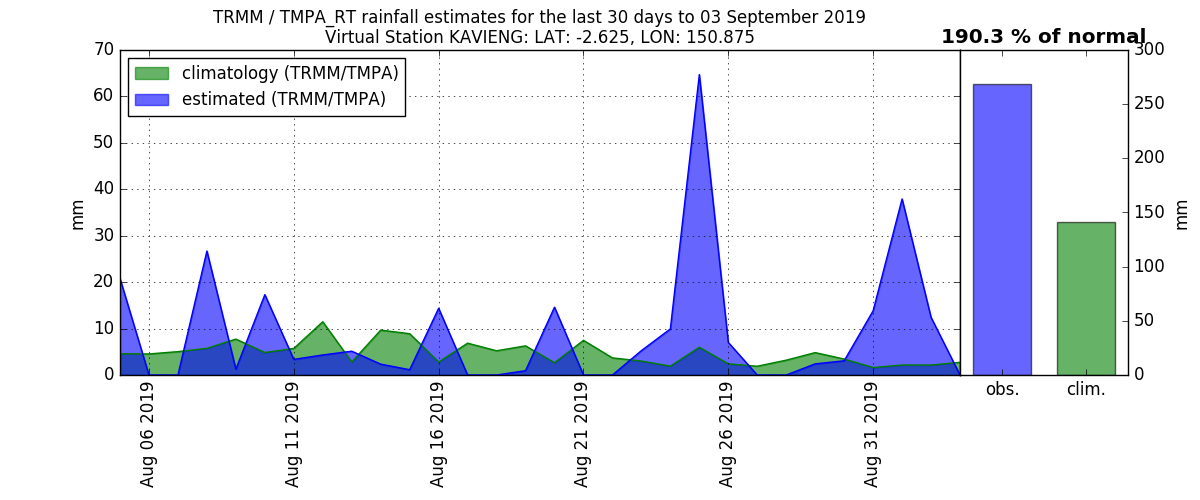 TRMM / TMPA_RT rainfall estimates for the last 30 days to 03 September 2019
Virtual Station KAVIENG: LAT: -2.625, LON: 150.875
190.3 % of normal
climatology (TRMM/TMPA)
estimated (TRMM/TMPA)
70
60
50
40
30
20
10
0
mm
Aug 06 2019
Aug 11 2019
Aug 16 2019
Aug 21 2019
Aug 26 2019
Aug 31 2019
obs.
clim.
300
250
200
150
100
50
0
mm